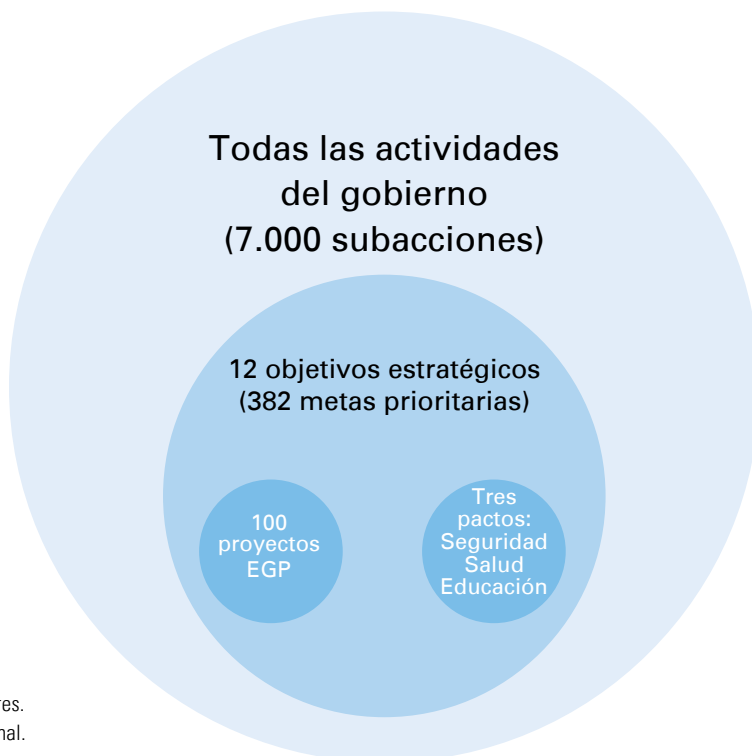 Todas las actividades
del gobierno
(7.000 subacciones)
12 objetivos estratégicos
(382 metas prioritarias)
100
proyectos
EGP
Tres
pactos:
Seguridad
Salud
Educación